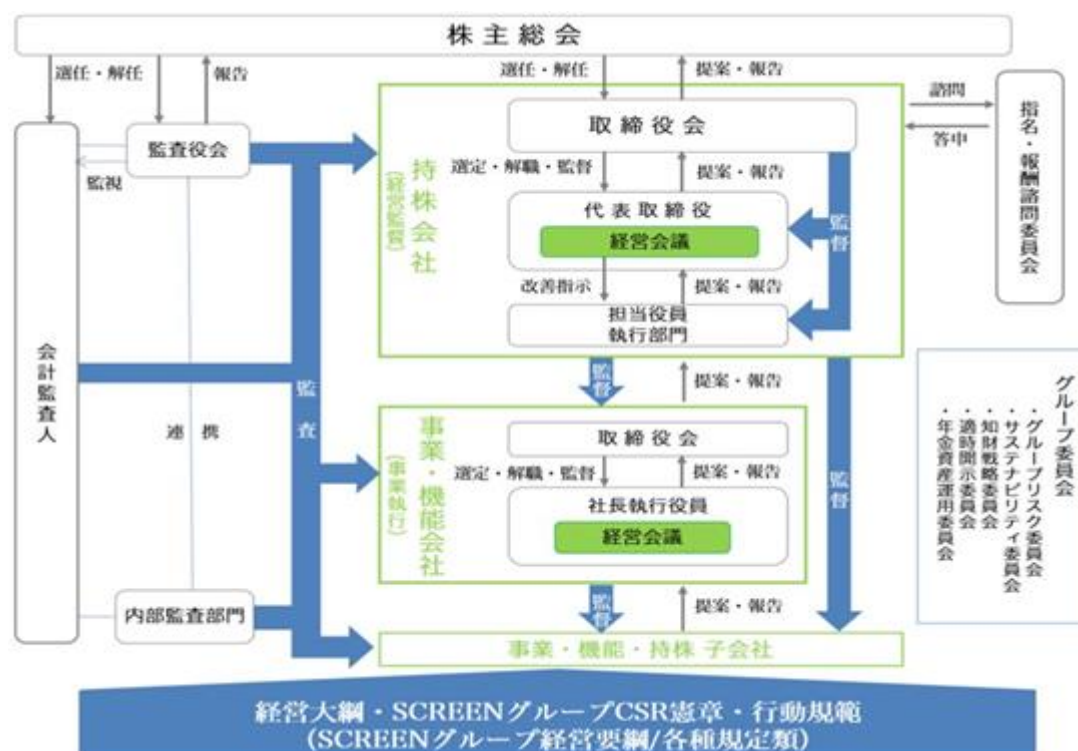 株主総会
選任・解任
報告
選任・解任
提案・報告
取締役会
諮問
答申
指名・報酬諮問委員会
監査役会
監視
持株会社
(経営監督)
選定・解職・監督
提案・報告
代表取締役
経営会議
監督
改善指示
提案・報告
担当役員
執行部門
会計監査人
監査
連携
監督
提案・報告
事業・機能会社
(事業執行)
取締役会
選定・解職・監督
提案・報告
社長執行役員
経営会議
監督
グループ委員会
・グループリスク委員会
・サステナビリティ委員会
・知財戦略委員会
・適時開示委員会
・年金資産運用委員会
内部監査部門
監督
提案・報告
事業・機能・持株 子会社
経営大綱・SCREENグループCSR憲章・行動規範
(SCREENグループ経営要綱/各種規定類)